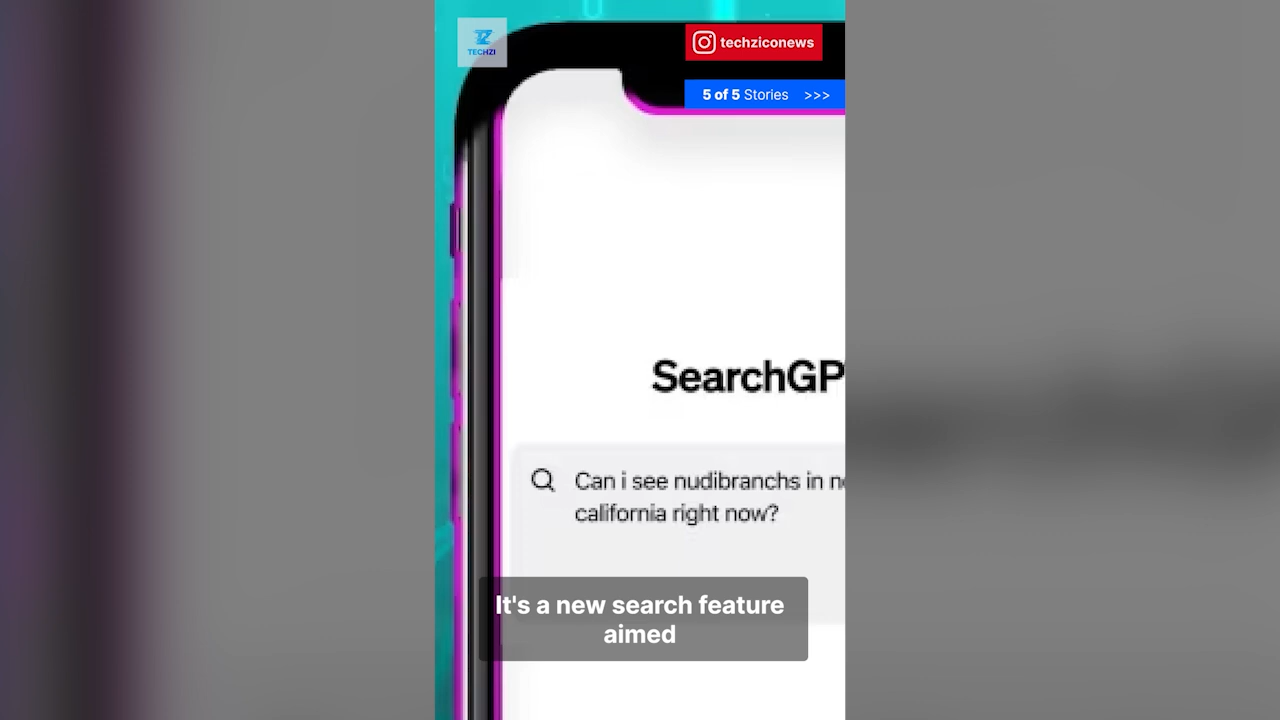 TECHZI
techziconews
5 of 5 Stories >>>
SearchGP
Can i see nudibranchs in n
california right now?
It's a new search feature
aimed